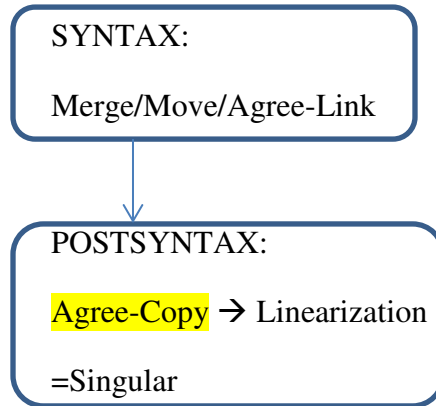 SYNTAX:
Merge/Move/Agree-Link
POSTSYNTAX:
Agree-Copy → Linearization
=Singular